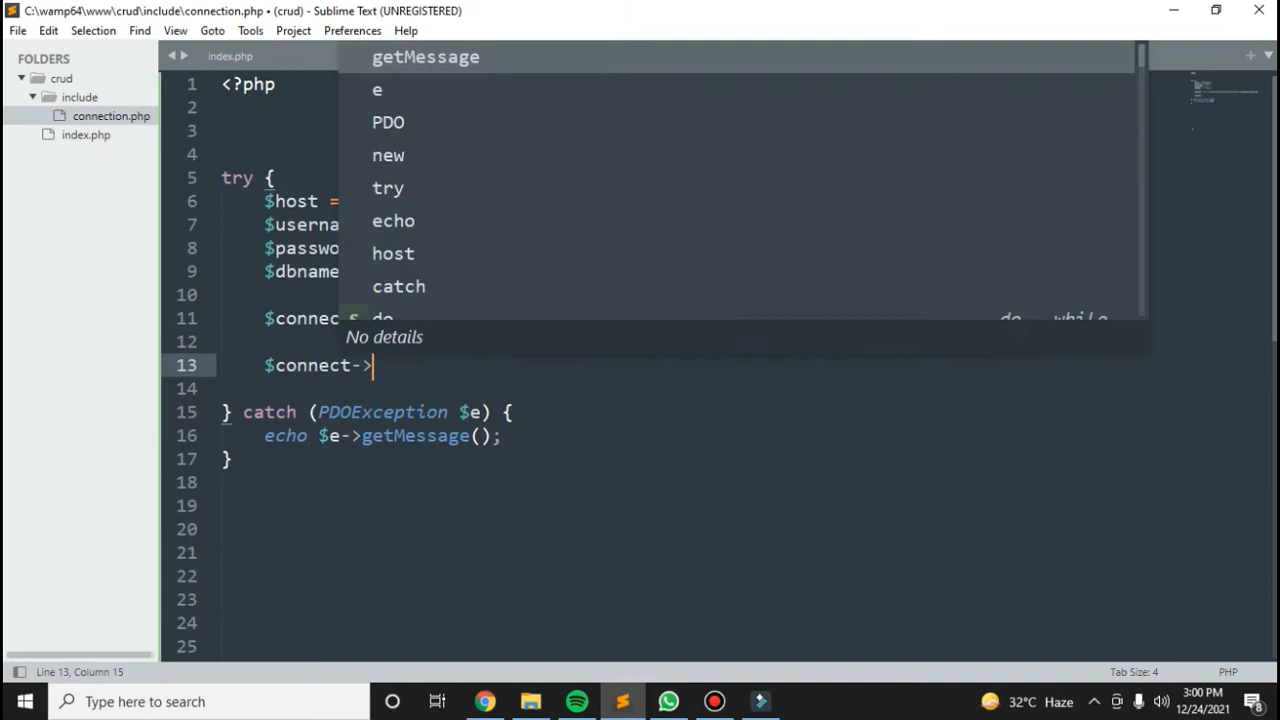 C:\wamp64\www\crud\include\connection.php • (crud) - Sublime Text (UNREGISTERED)
File Edit Selection Find View Goto Tools Project Preferences Help
FOLDERS
crud
include
connection.php
index.php
index.php
getMessage
e
PDO
new
try
echo
host
catch
do do while
No details
1 <?php
2
3
4
5 try {
6 $host =
7 $userna
8 $passwo
9 $dbname
10
11 $connec
12
13 $connect->
14
15 } catch (PDOException $e) {
16 echo $e->getMessage();
17 }
18
19
20
21
22
23
24
25
Line 13, Column 15 Tab Size: 4 PHP
Type here to search 32°C Haze 3:00 PM
12/24/2021
8